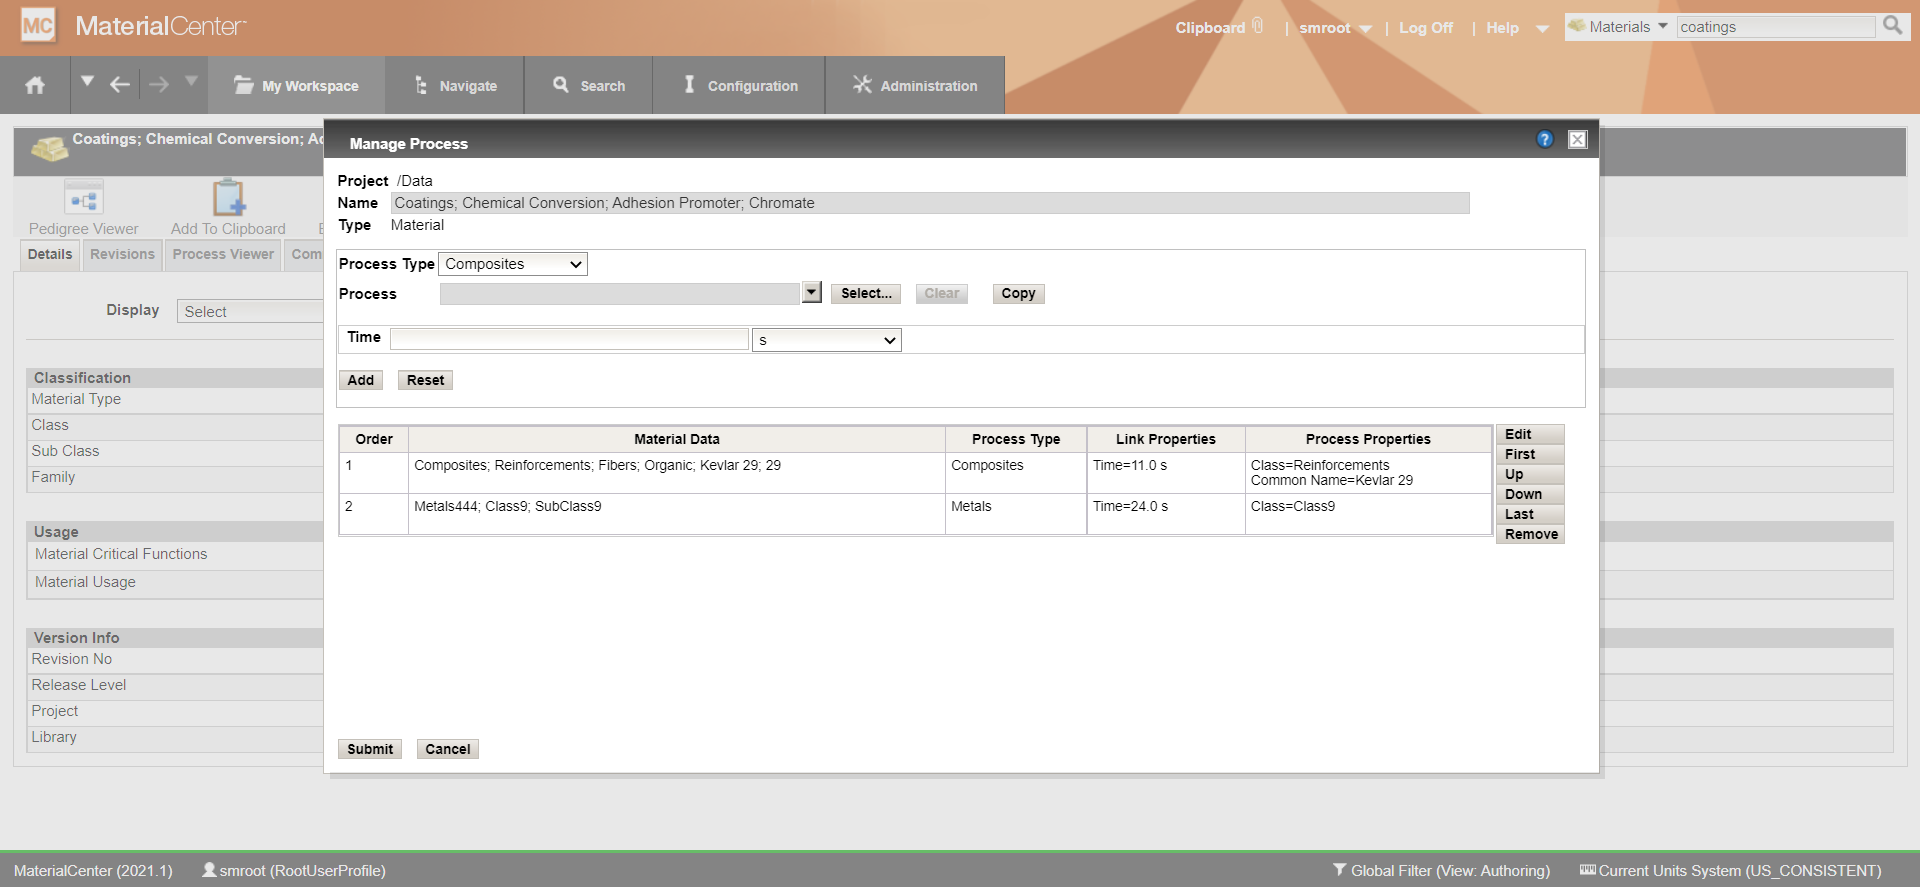 MC MaterialCenter
Clipboard | smroot | Log Off | Help Materials coatings
My Workspace Navigate Search Configuration Administration
Coatings; Chemical Conversion; Ad
Pedigree Viewer Add To Clipboard
Details Revisions Process Viewer Com
Display Select
Classification
Material Type
Class
Sub Class
Family
Usage
Material Critical Functions
Material Usage
Version Info
Revision No
Release Level
Project
Library
Manage Process ?
Project /Data
Name Coatings; Chemical Conversion; Adhesion Promoter; Chromate
Type Material
Process Type Composites
Process Select... Clear Copy
Time s
Add Reset
Order Material Data Process Type Link Properties Process Properties
1 Composites; Reinforcements; Fibers; Organic; Kevlar 29; 29 Composites Time=11.0 s Class=Reinforcements
Common Name=Kevlar 29
2 Metals444; Class9; SubClass9 Metals Time=24.0 s Class=Class9
Edit
First
Up
Down
Last
Remove
Submit Cancel
MaterialCenter (2021.1) smroot (RootUserProfile) Global Filter (View: Authoring) Current Units System (US_CONSISTENT)